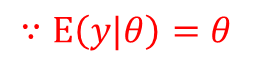 ∵ E(y|θ) = θ